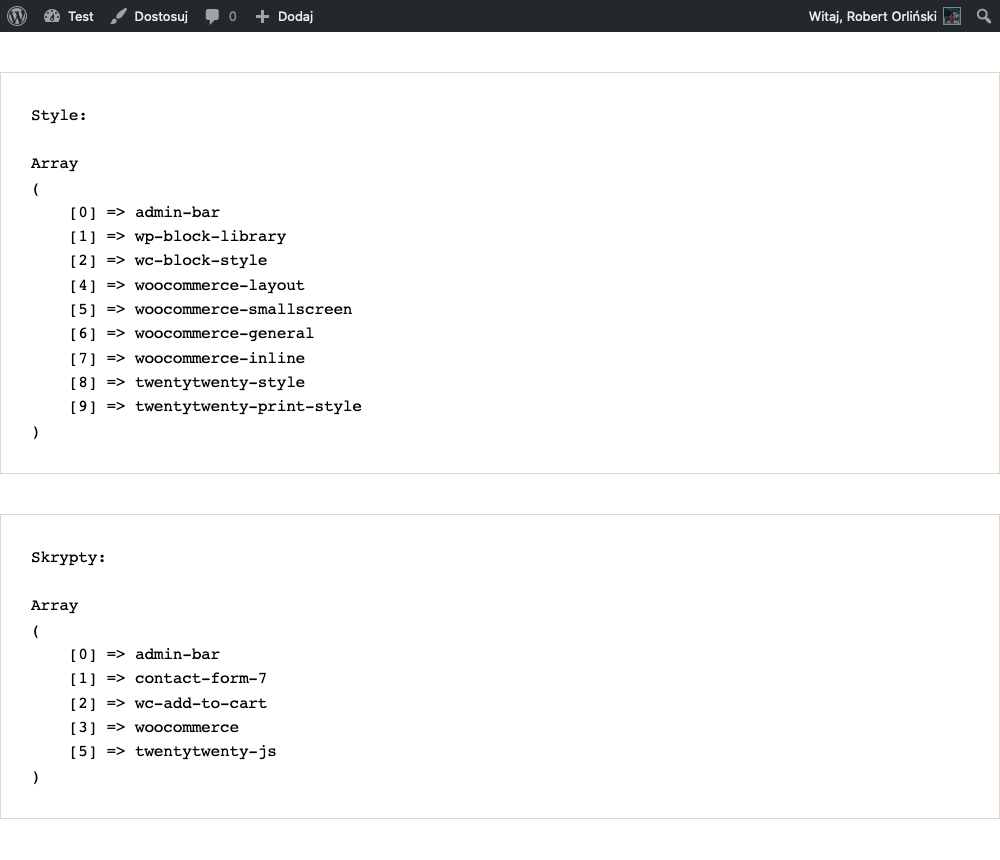 Test Dostosuj 0 Dodaj Witaj, Robert Orliński
Style:
Array
(
[0] => admin-bar
[1] => wp-block-library
[2] => wc-block-style
[4] => woocommerce-layout
[5] => woocommerce-smallscreen
[6] => woocommerce-general
[7] => woocommerce-inline
[8] => twentytwenty-style
[9] => twentytwenty-print-style
)
Skrypty:
Array
(
[0] => admin-bar
[1] => contact-form-7
[2] => wc-add-to-cart
[3] => woocommerce
[5] => twentytwenty-js
)